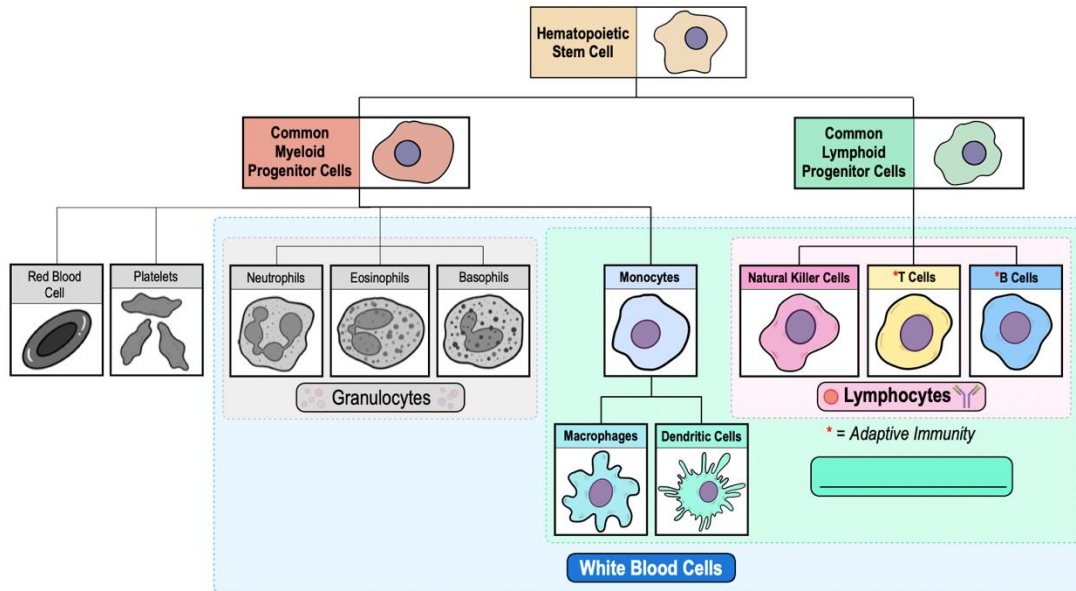 Hematopoietic
Stem Cell
Common
Myeloid
Progenitor Cells
Common
Lymphoid
Progenitor Cells
Red Blood
Cell
Platelets
Neutrophils
Eosinophils
Basophils
Monocytes
Natural Killer Cells
*T Cells
*B Cells
Granulocytes
Lymphocytes
Macrophages
Dendritic Cells
* = Adaptive Immunity
White Blood Cells